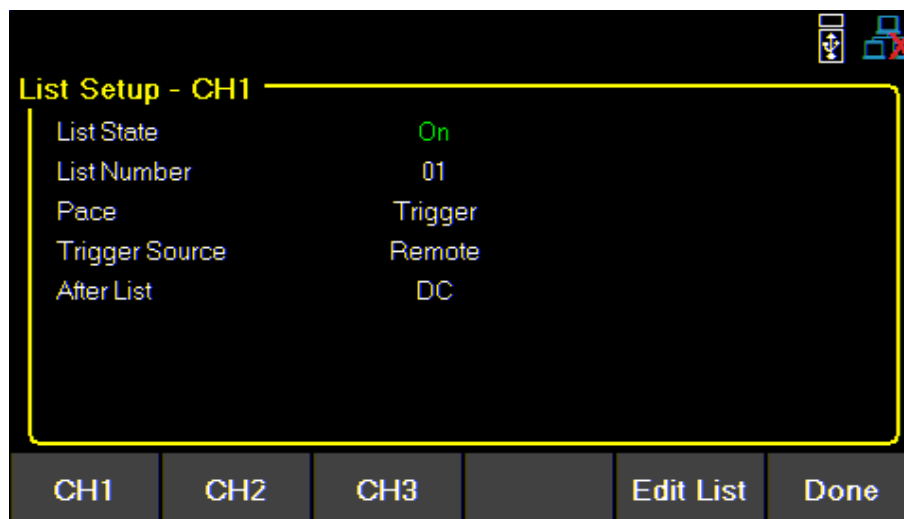 List Setup - CH1
List State On
List Number 01
Pace Trigger
Trigger Source Remote
After List DC
CH1 CH2 CH3 Edit List Done